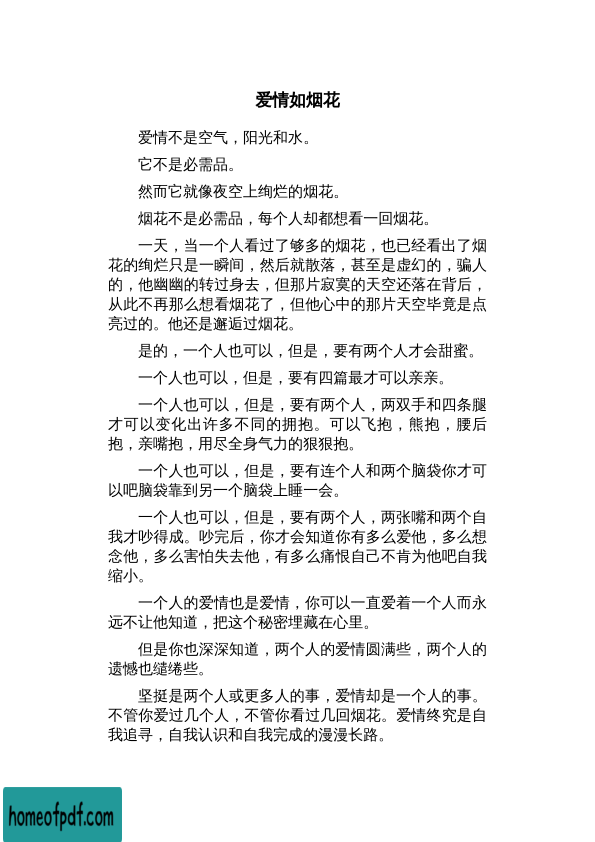 爱情如烟花
爱情不是空气，阳光和水。
它不是必需品。
然而它就像夜空上绚烂的烟花。
烟花不是必需品，每个人却都想看一回烟花。
一天，当一个人看过了够多的烟花，也已经看出了烟
花的绚烂只是一瞬间，然后就散落，甚至是虚幻的，骗人
的，他幽幽的转过身去，但那片寂寞的天空还落在背后，
从此不再那么想看烟花了，但他心中的那片天空毕竟是点
亮过的。他还是邂逅过烟花。
是的，一个人也可以，但是，要有两个人才会甜蜜。
一个人也可以，但是，要有四篇最才可以亲亲。
一个人也可以，但是，要有两个人，两双手和四条腿
才可以变化出许多不同的拥抱。可以飞抱，熊抱，腰后
抱，亲嘴抱，用尽全身气力的狠狠抱。
一个人也可以，但是，要有连个人和两个脑袋你才可
以吧脑袋靠到另一个脑袋上睡一会。
一个人也可以，但是，要有两个人，两张嘴和两个自
我才吵得成。吵完后，你才会知道你有多么爱他，多么想
念他，多么害怕失去他，有多么痛恨自己不肯为他吧自我
缩小。
一个人的爱情也是爱情，你可以一直爱着一个人而永
远不让他知道，把这个秘密埋藏在心里。
但是你也深深知道，两个人的爱情圆满些，两个人的
遗憾也缱绻些。
坚挺是两个人或更多人的事，爱情却是一个人的事。
不管你爱过几个人，不管你看过几回烟花。爱情终究是自
我追寻，自我认识和自我完成的漫漫长路。
homeofpdf.com